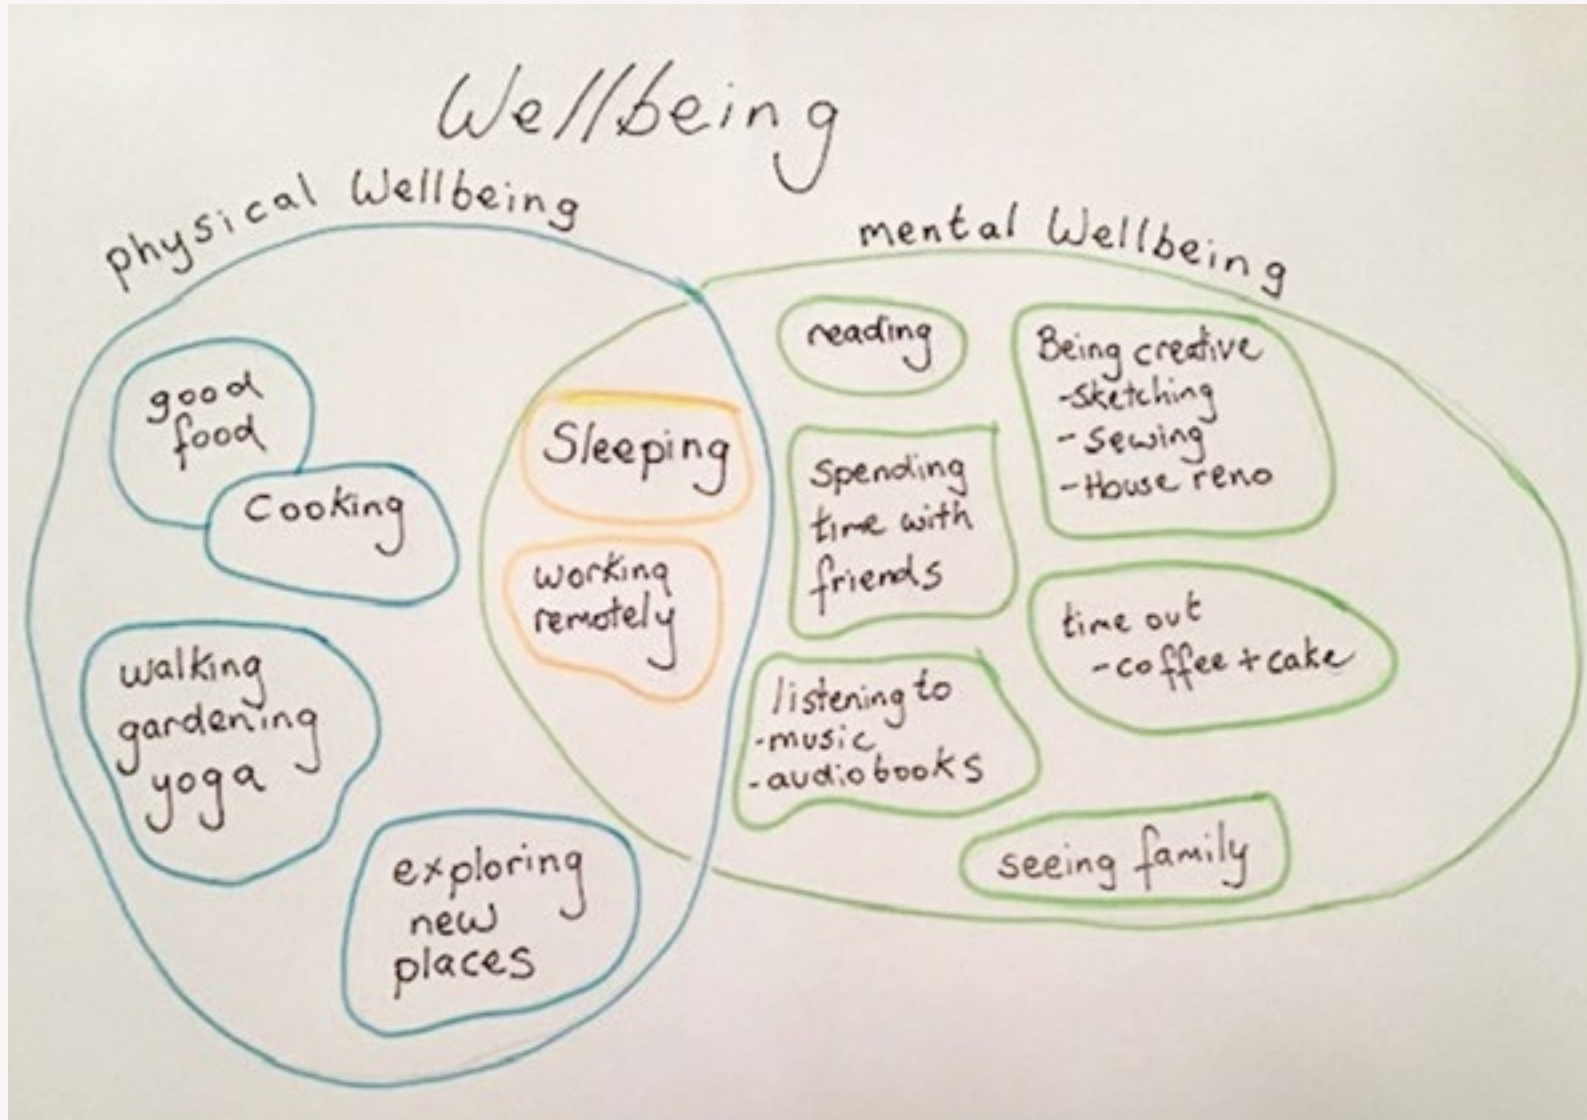 Wellbeing
physical Wellbeing
good
food
Cooking
walking
gardening
yoga
exploring
new
places
Sleeping
working
remotely
mental Wellbeing
reading
Being creative
-sketching
- sewing
- House reno
Spending
time with
friends
time out
- coffee + cake
listening to
- music
- audiobooks
seeing family